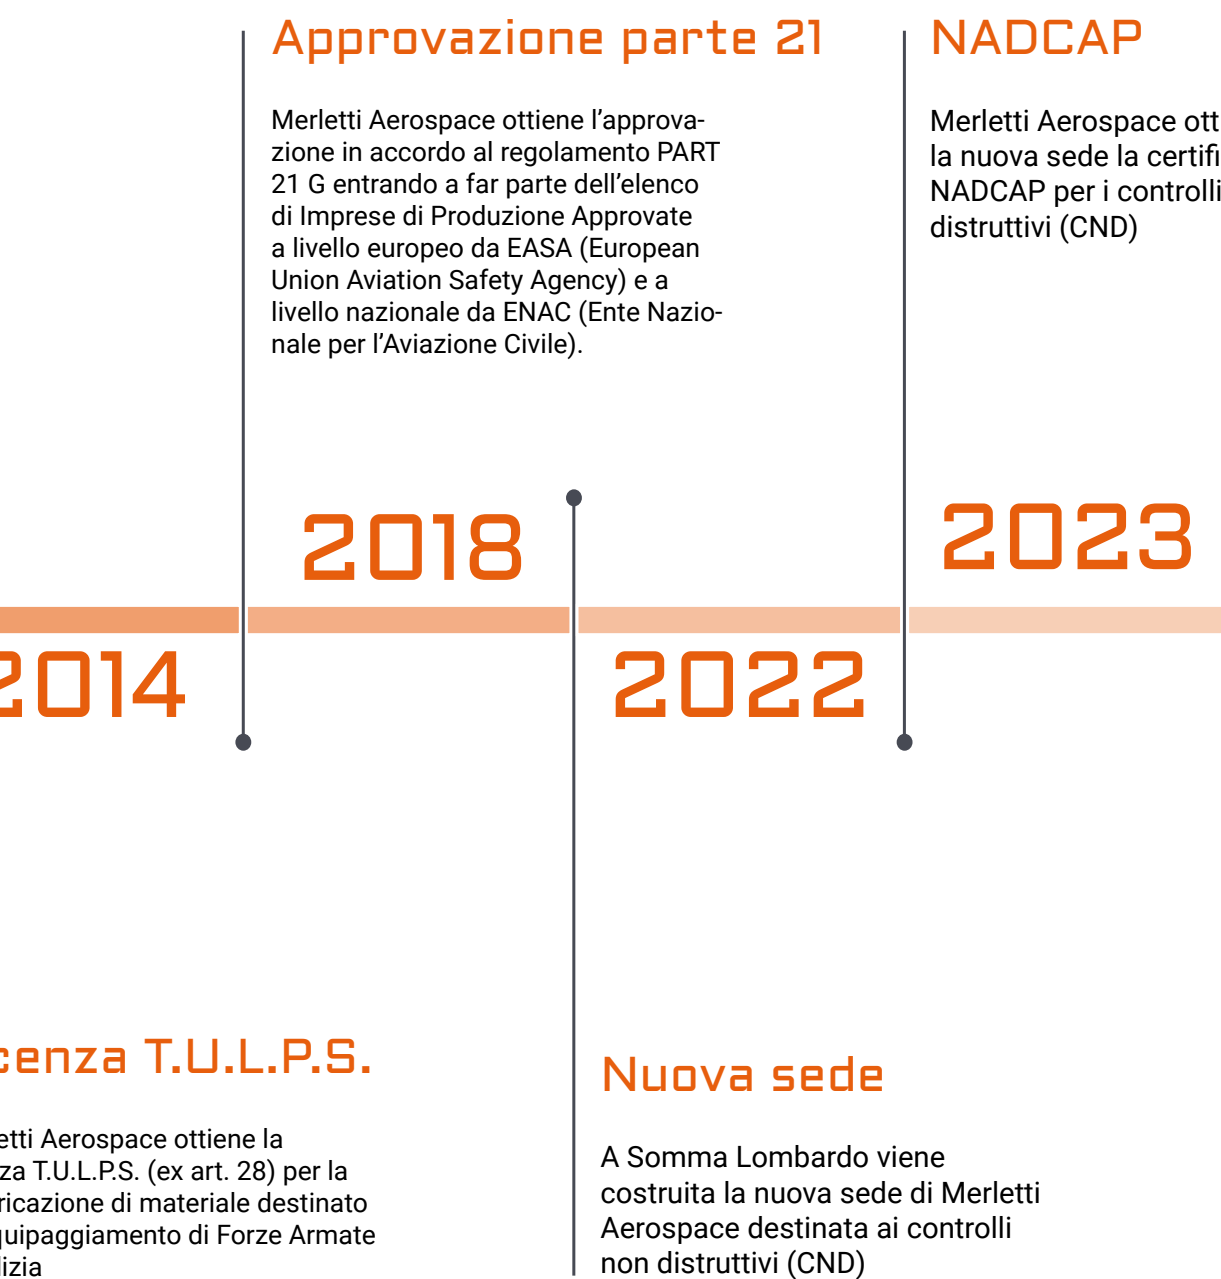 Approvazione parte 21
Merletti Aerospace ottiene l’approva-
zione in accordo al regolamento PART
21 G entrando a far parte dell’elenco
di Imprese di Produzione Approvate
a livello europeo da EASA (European
Union Aviation Safety Agency) e a
livello nazionale da ENAC (Ente Nazio-
nale per l’Aviazione Civile).
NADCAP
Merletti Aerospace ott
la nuova sede la certifi
NADCAP per i controlli
distruttivi (CND)
2018
2023
2014
2022
cenza T.U.L.P.S.
etti Aerospace ottiene la
za T.U.L.P.S. (ex art. 28) per la
ricazione di materiale destinato
quipaggiamento di Forze Armate
lizia
Nuova sede
A Somma Lombardo viene
costruita la nuova sede di Merletti
Aerospace destinata ai controlli
non distruttivi (CND)